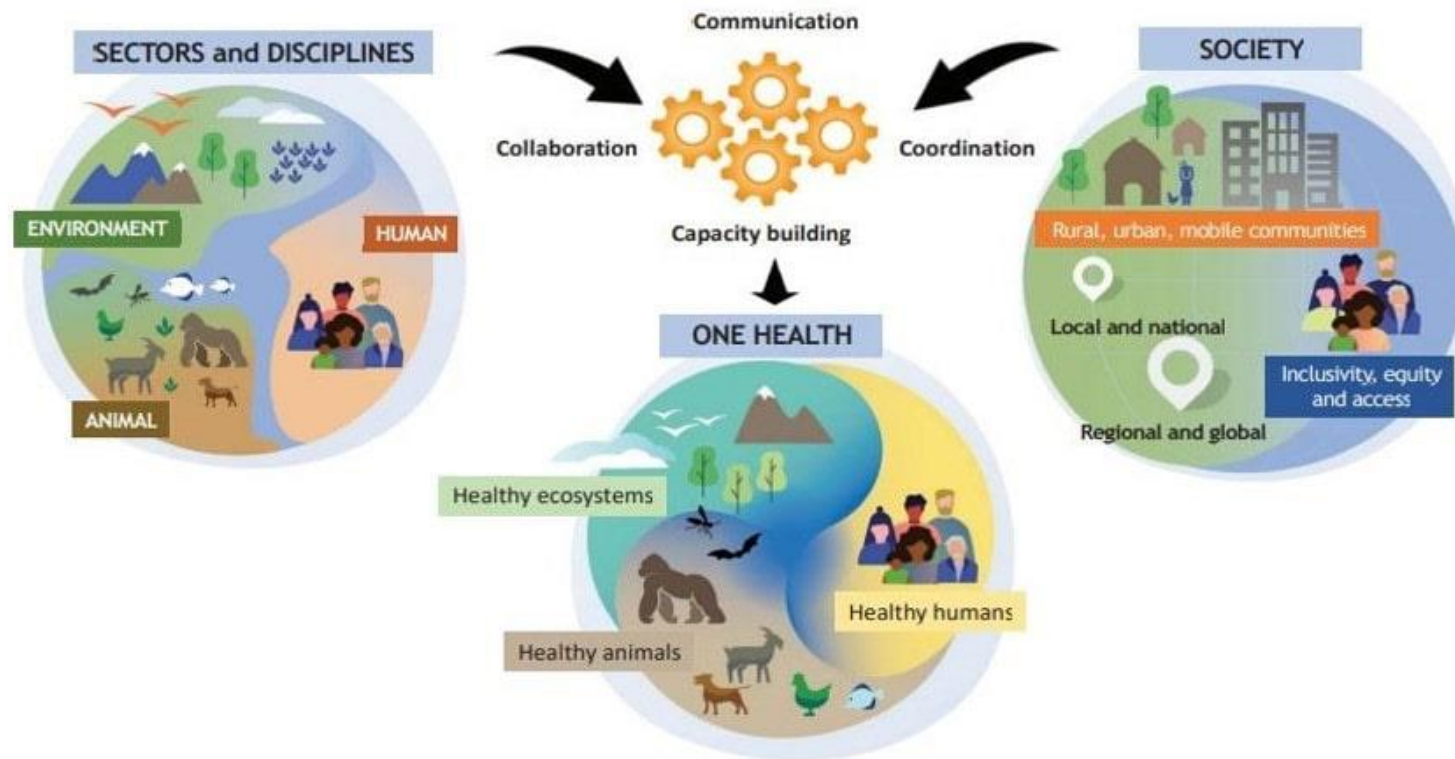 SECTORS and DISCIPLINES
ENVIRONMENT
HUMAN
ANIMAL
Communication
Collaboration
Coordination
Capacity building
SOCIETY
Rural, urban, mobile communities
Local and national
Inclusivity, equity
and access
Regional and global
ONE HEALTH
Healthy ecosystems
Healthy humans
Healthy animals